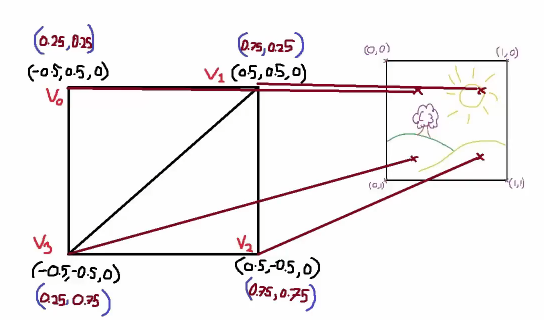 (0.25, 0.25)
(-0.5, 0.5, 0)
V0
(0.75, 0.25)
V1 (0.5, 0.5, 0)
(0,0)
(1,0)
(0,1)
(1,1)
V3
(-0.5, -0.5, 0)
(0.25, 0.75)
V2
(0.5, -0.5, 0)
(0.75, 0.75)